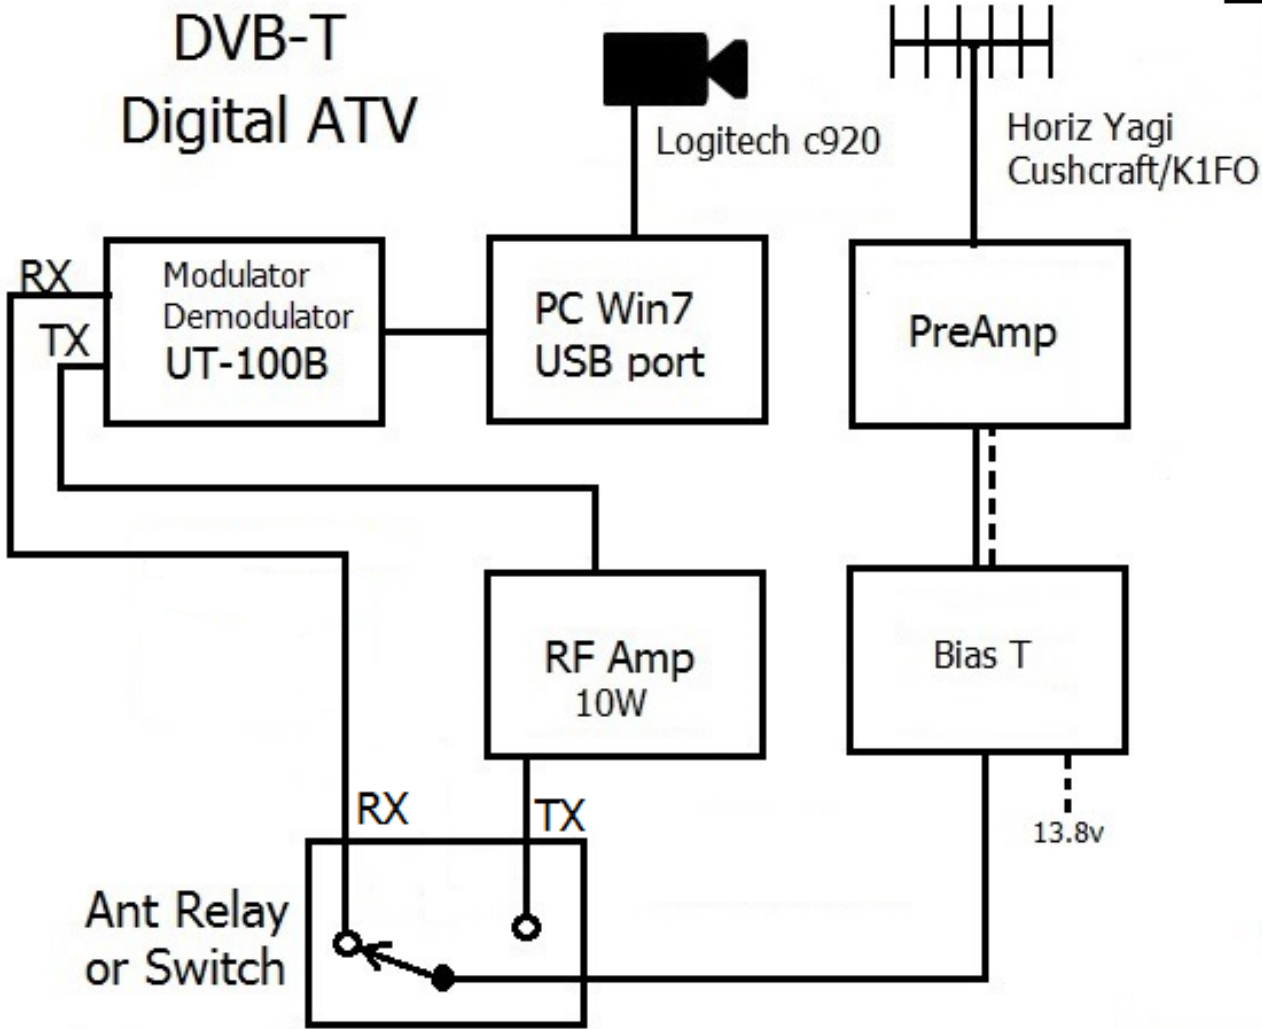 DVB-T
Digital ATV
Logitech c920
Horiz Yagi
Cushcraft/K1FO
RX
TX
Modulator
Demodulator
UT-100B
PC Win7
USB port
PreAmp
RF Amp
10W
Bias T
RX
TX
13.8v
Ant Relay
or Switch